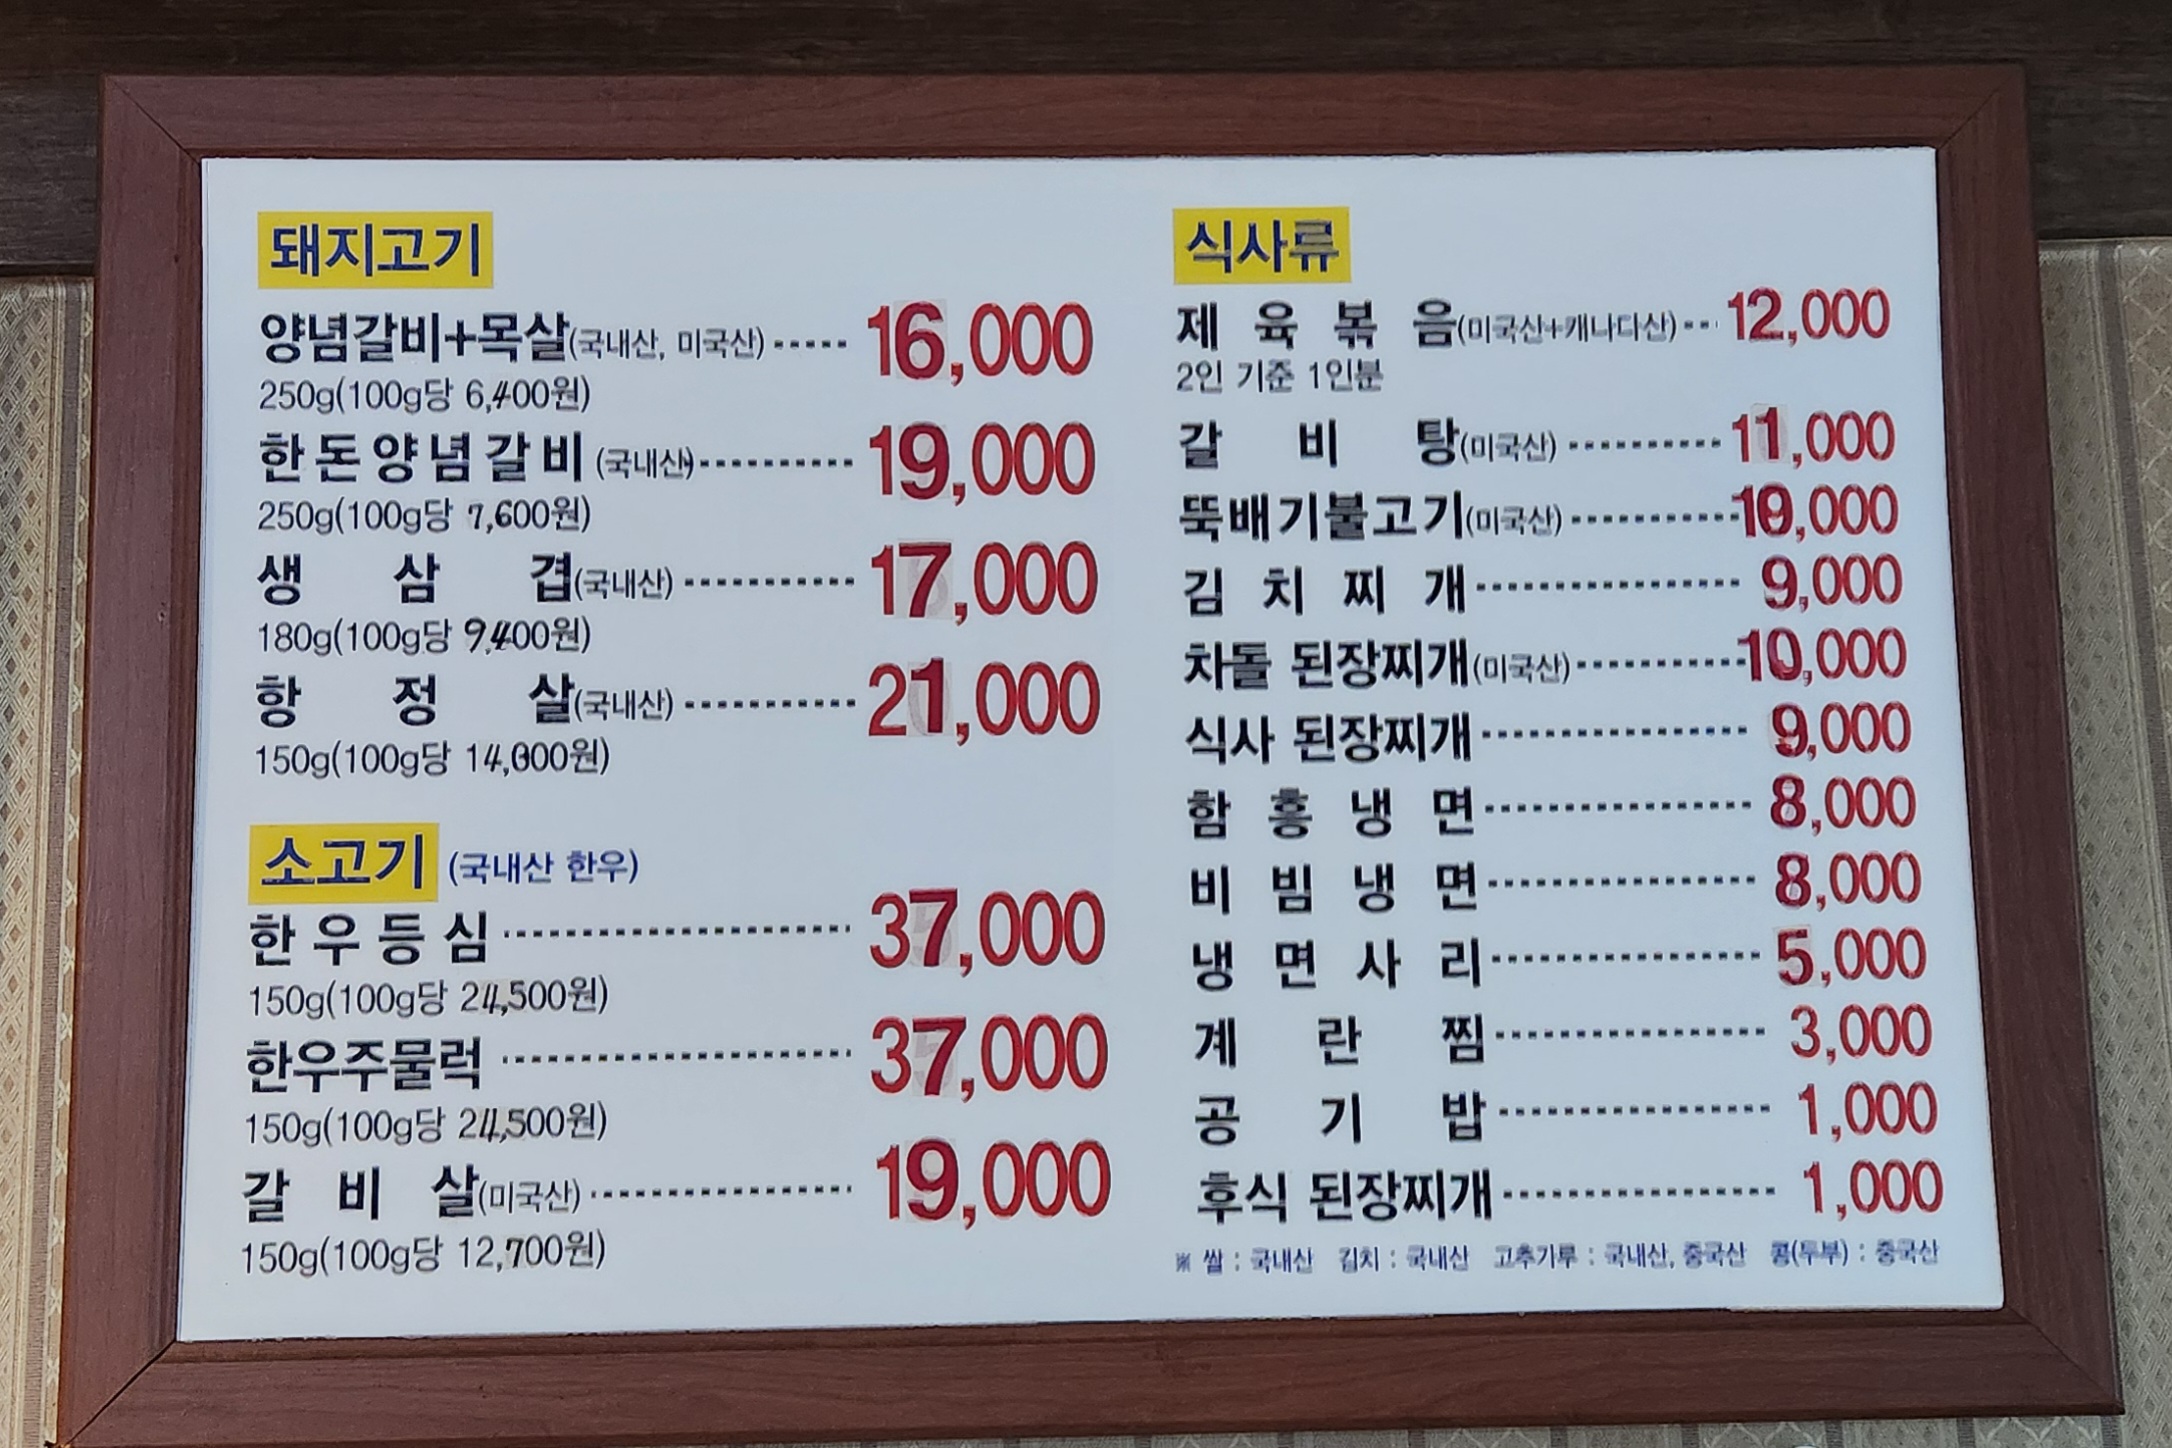 돼지고기
양념갈비+목살(국내산, 미국산) ----- 16,000
250g(100g당 6,400원)
한돈양념갈비 (국내산)---------- 19,000
250g(100g당 7,600원)
생 삼 겹(국내산) ----------- 17,000
180g(100g당 9,400원)
항 정 살(국내산) ----------- 21,000
150g(100g당 14,000원)
소고기 (국내산 한우)
한우등심 ---------------------- 37,000
150g(100g당 24,500원)
한우주물럭 ---------------------- 37,000
150g(100g당 24,500원)
갈 비 살(미국산) ----------------- 19,000
150g(100g당 12,700원)
식사류
제 육 볶 음(미국산+캐나다산)--- 12,000
2인 기준 1인분
갈 비 탕(미국산) ---------- 11,000
뚝배기불고기(미국산) ----------- 10,000
김 치 찌 개----------------- 9,000
차돌 된장찌개(미국산)----------- 10,000
식사 된장찌개----------------- 9,000
함 흥 냉 면----------------- 8,000
비 빔 냉 면----------------- 8,000
냉 면 사 리----------------- 5,000
계 란 찜----------------- 3,000
공 기 밥----------------- 1,000
후식 된장찌개----------------- 1,000
※ 쌀 : 국내산 김치 : 국내산 고추가루 : 국내산, 중국산 콩(두부) : 중국산